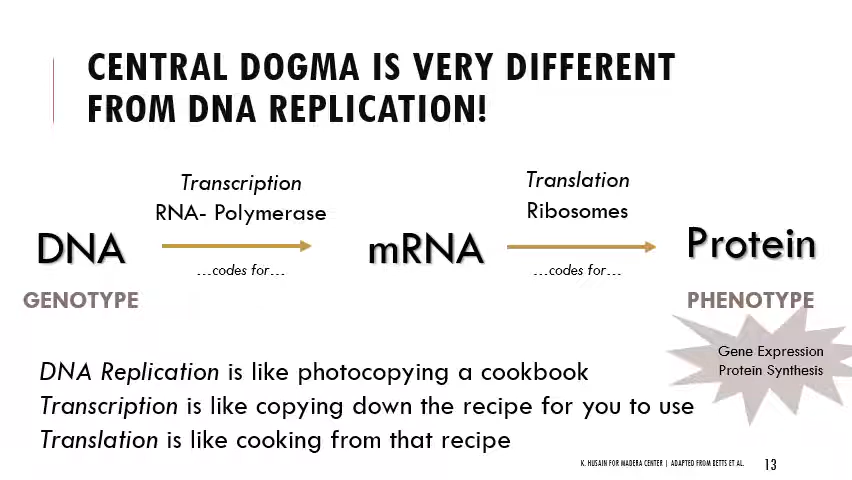 CENTRAL DOGMA IS VERY DIFFERENT
FROM DNA REPLICATION!
Transcription
RNA- Polymerase
Translation
Ribosomes
DNA
mRNA
Protein
...codes for...
...codes for...
GENOTYPE
PHENOTYPE
Gene Expression
Protein Synthesis
DNA Replication is like photocopying a cookbook
Transcription is like copying down the recipe for you to use
Translation is like cooking from that recipe
K. HUSAIN FOR MADERA CENTER | ADAPTED FROM BETTS ET AL.
13